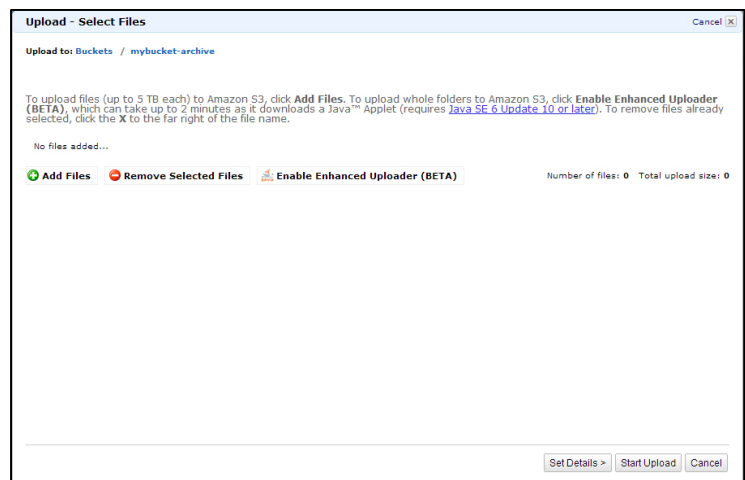 Upload - Select Files
Cancel x
Upload to: Buckets / mybucket-archive
To upload files (up to 5 TB each) to Amazon S3, click Add Files. To upload whole folders to Amazon S3, click Enable Enhanced Uploader
(BETA), which can take up to 2 minutes as it downloads a Java™ Applet (requires Java SE 6 Update 10 or later). To remove files already
selected, click the X to the far right of the file name.
No files added...
Add Files Remove Selected Files Enable Enhanced Uploader (BETA) Number of files: 0 Total upload size: 0
Set Details > Start Upload Cancel